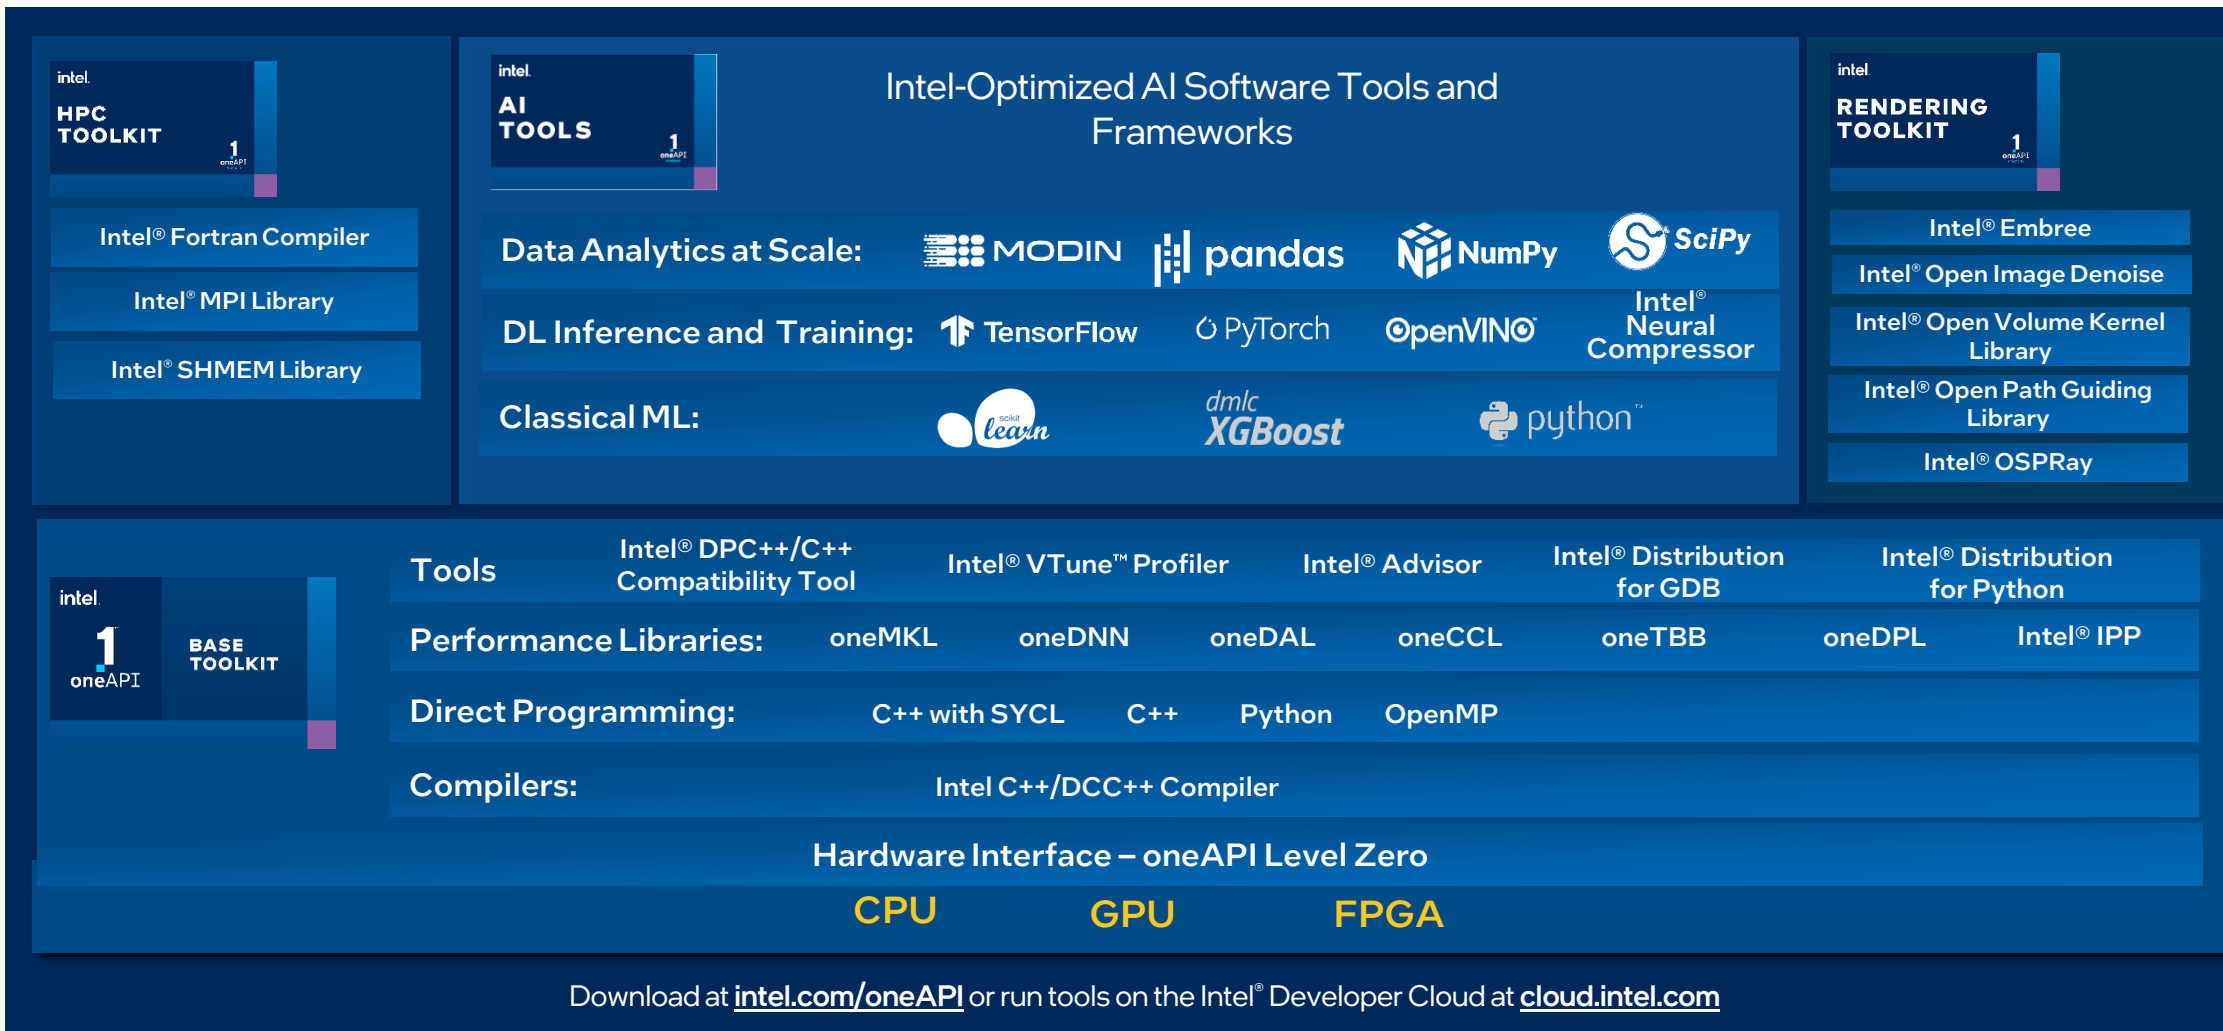 intel.
HPC
TOOLKIT
1
oneAPI
Intel® Fortran Compiler
Intel® MPI Library
Intel® SHMEM Library
intel.
AI
TOOLS
1
oneAPI
Intel-Optimized AI Software Tools and
Frameworks
Data Analytics at Scale: MODIN pandas NumPy SciPy
DL Inference and Training: TensorFlow PyTorch OpenVINO™ Intel®
Neural
Compressor
Classical ML: scikit learn dmlc XGBoost python™
intel.
RENDERING
TOOLKIT
1
oneAPI
Intel® Embree
Intel® Open Image Denoise
Intel® Open Volume Kernel
Library
Intel® Open Path Guiding
Library
Intel® OSPRay
intel.
1
oneAPI
BASE
TOOLKIT
Tools
Intel® DPC++/C++
Compatibility Tool
Intel® VTune™ Profiler
Intel® Advisor
Intel® Distribution
for GDB
Intel® Distribution
for Python
Performance Libraries: oneMKL oneDNN oneDAL oneCCL oneTBB oneDPL Intel® IPP
Direct Programming: C++ with SYCL C++ Python OpenMP
Compilers: Intel C++/DCC++ Compiler
Hardware Interface – oneAPI Level Zero
CPU GPU FPGA
Download at intel.com/oneAPI or run tools on the Intel® Developer Cloud at cloud.intel.com